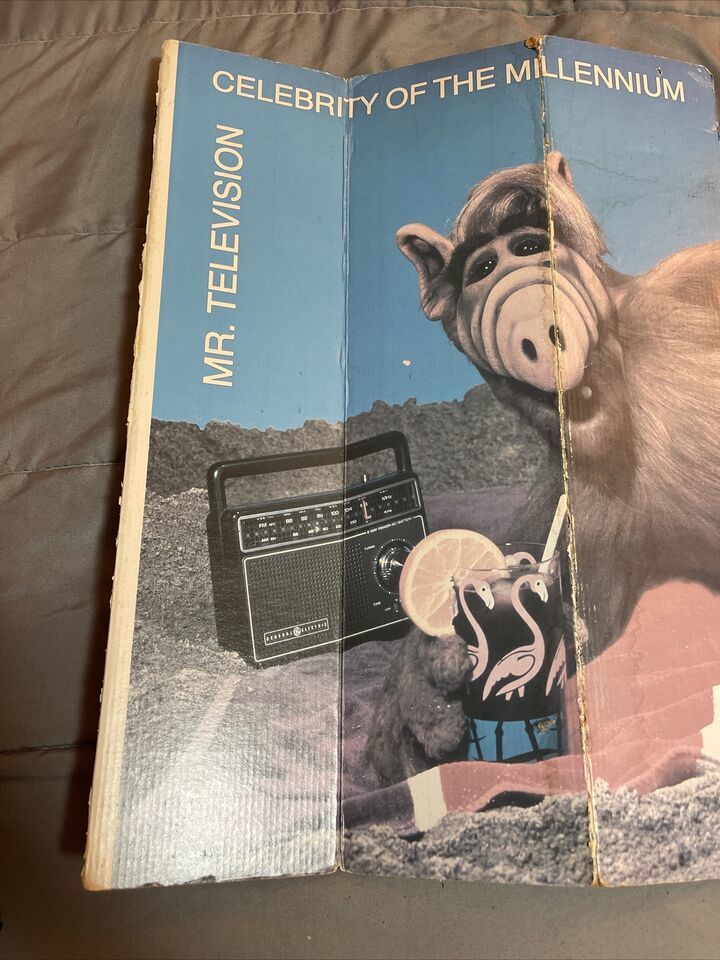 CELEBRITY OF THE MILLENNIUM
MR. TELEVISION
GENERAL ELECTRIC